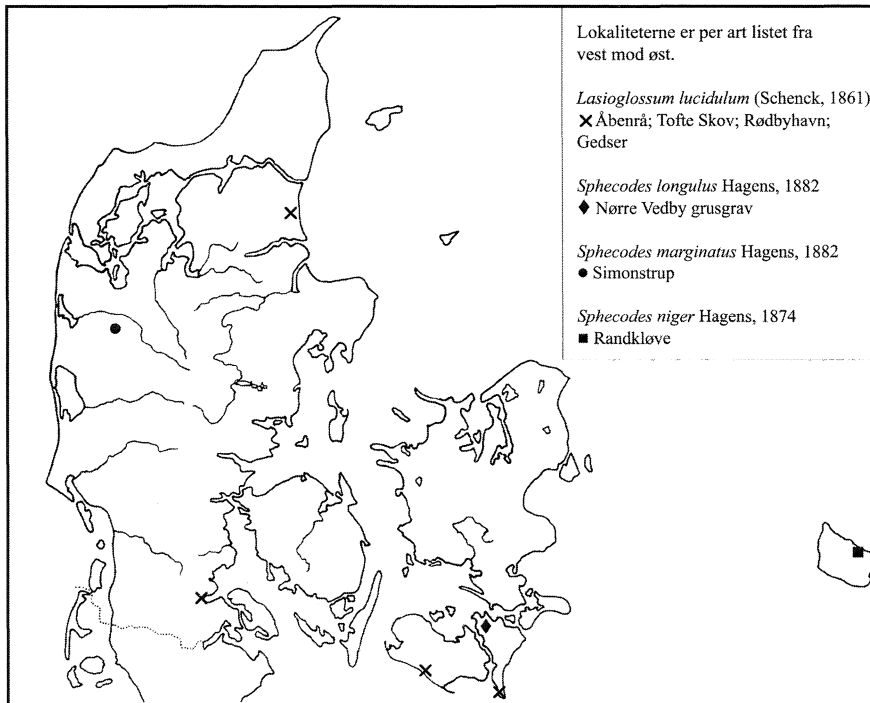 Lokaliteterne er per art listet fra
vest mod øst.
Lasioglossum lucidulum (Schenck, 1861)
× Åbenrå; Tofte Skov; Rødbyhavn;
Gedser
Sphecodes longulus Hagens, 1882
♦ Nørre Vedby grusgrav
Sphecodes marginatus Hagens, 1882
● Simonstrup
Sphecodes niger Hagens, 1874
■ Randkløve